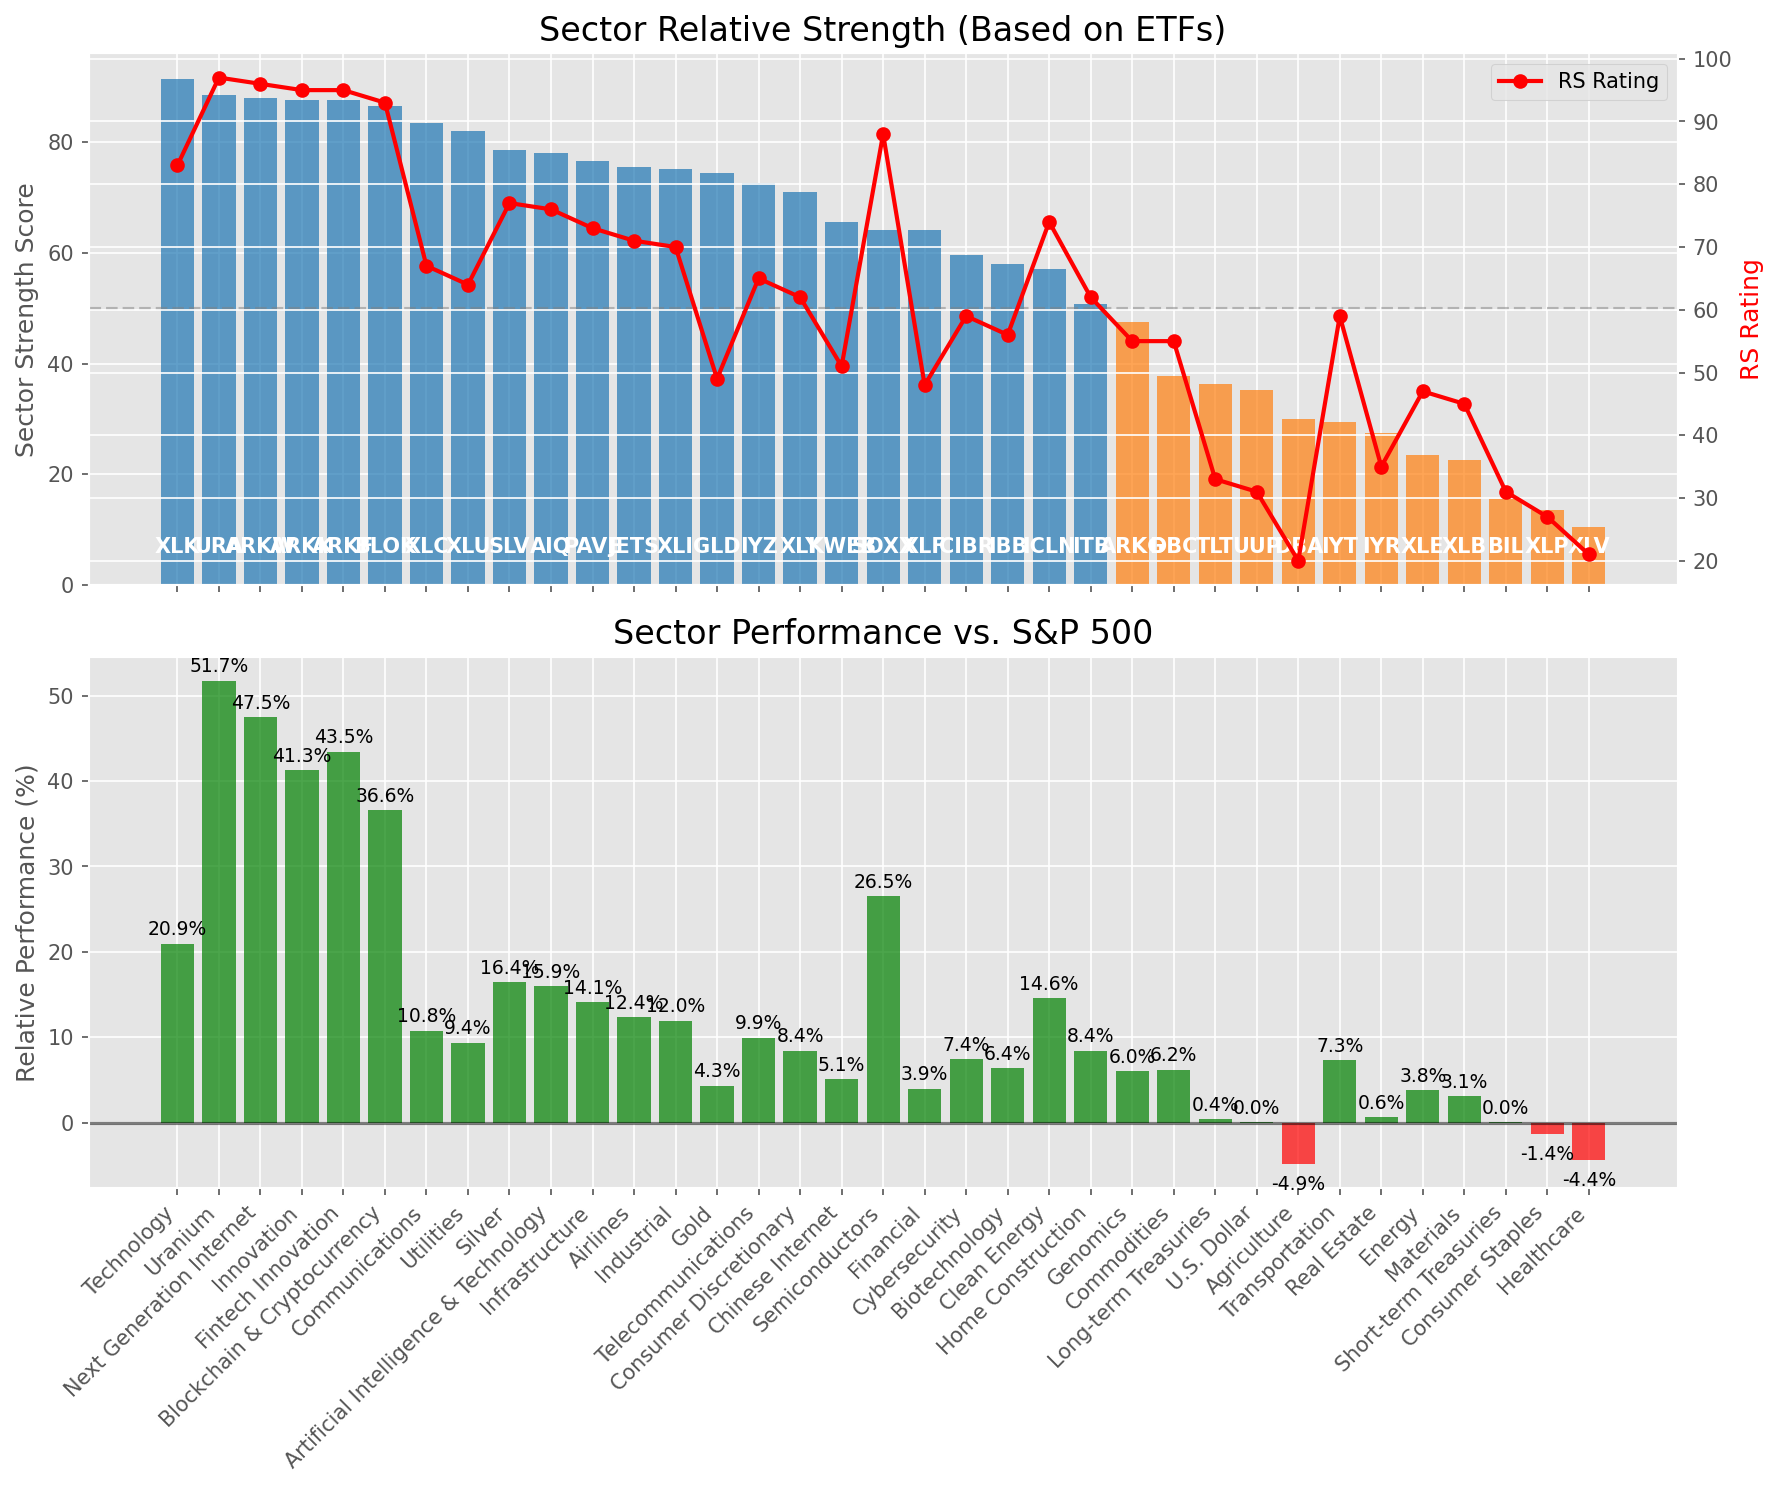 Sector Relative Strength (Based on ETFs)
Sector Strength Score
80
60
40
20
0
RS Rating
100
90
80
70
60
50
40
30
20
RS Rating
XLK URA ARKW ARKK ARKF BLOK XLC XLU SLV AIQ PAVE JETS XLI GLD IYZ XLY KWEB SOXX XLF CIBR IBB ICLN ITB ARKG DBC TLT UUP DBA IYT IYR XLE XLB BIL XLP XLV
Sector Performance vs. S&P 500
Relative Performance (%)
50
40
30
20
10
0
20.9% 51.7% 47.5% 41.3% 43.5% 36.6% 10.8% 9.4% 16.4% 15.9% 14.1% 12.4% 12.0% 4.3% 9.9% 8.4% 5.1% 26.5% 3.9% 7.4% 6.4% 14.6% 8.4% 6.0% 6.2% 0.4% 0.0% -4.9% 7.3% 0.6% 3.8% 3.1% 0.0% -1.4% -4.4%
Technology
Uranium
Next Generation Internet
Innovation
Fintech Innovation
Blockchain & Cryptocurrency
Communications
Utilities
Silver
Artificial Intelligence & Technology
Infrastructure
Airlines
Industrial
Gold
Telecommunications
Consumer Discretionary
Chinese Internet
Semiconductors
Financial
Cybersecurity
Biotechnology
Clean Energy
Home Construction
Genomics
Commodities
Long-term Treasuries
U.S. Dollar
Agriculture
Transportation
Real Estate
Energy
Materials
Short-term Treasuries
Consumer Staples
Healthcare